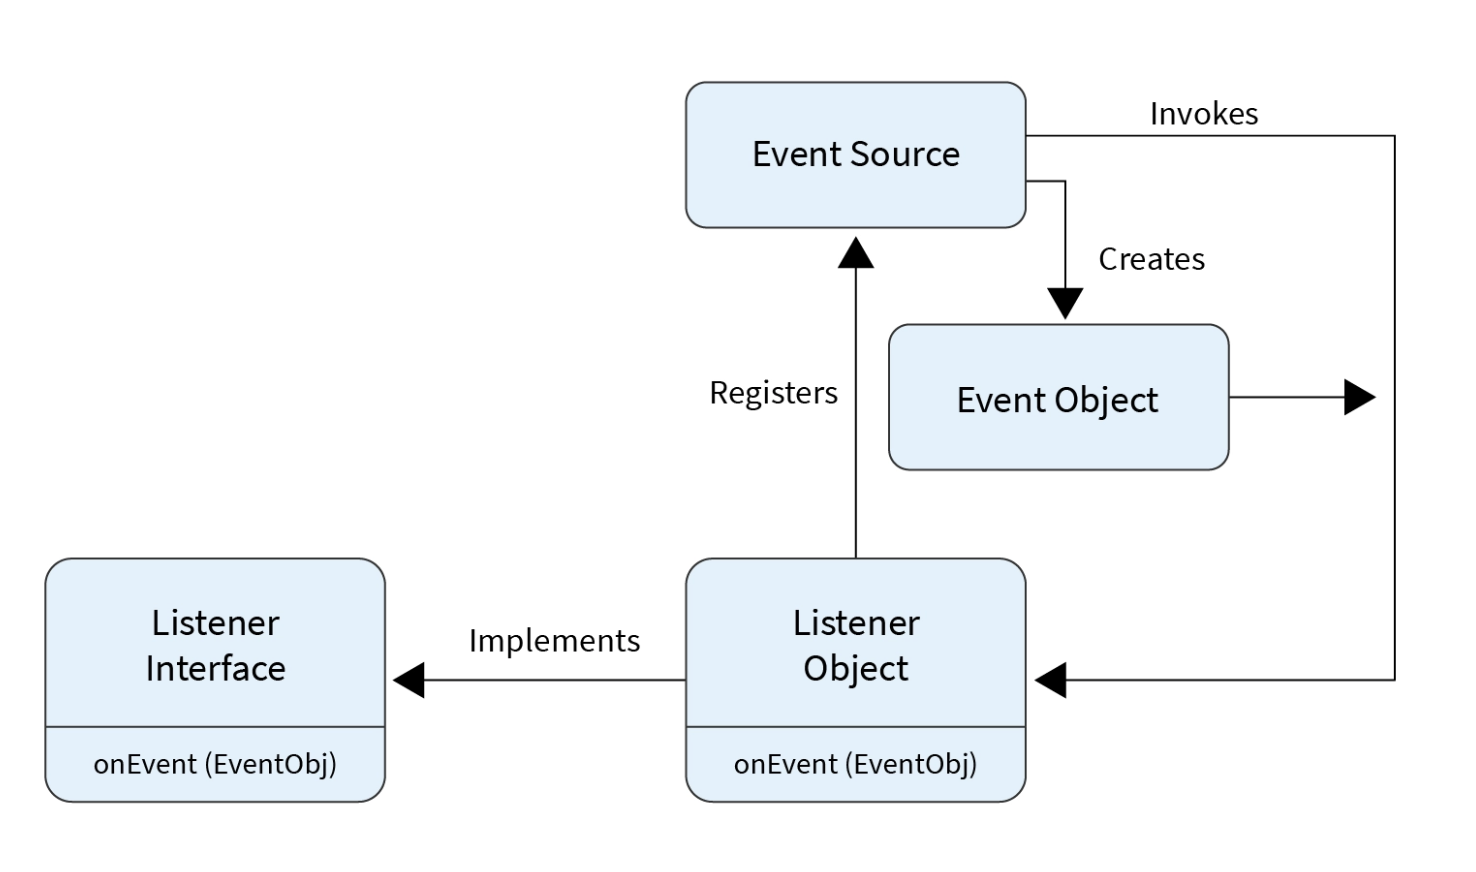 Invokes
Event Source
Creates
Registers
Event Object
Listener
Interface
onEvent (EventObj)
Implements
Listener
Object
onEvent (EventObj)